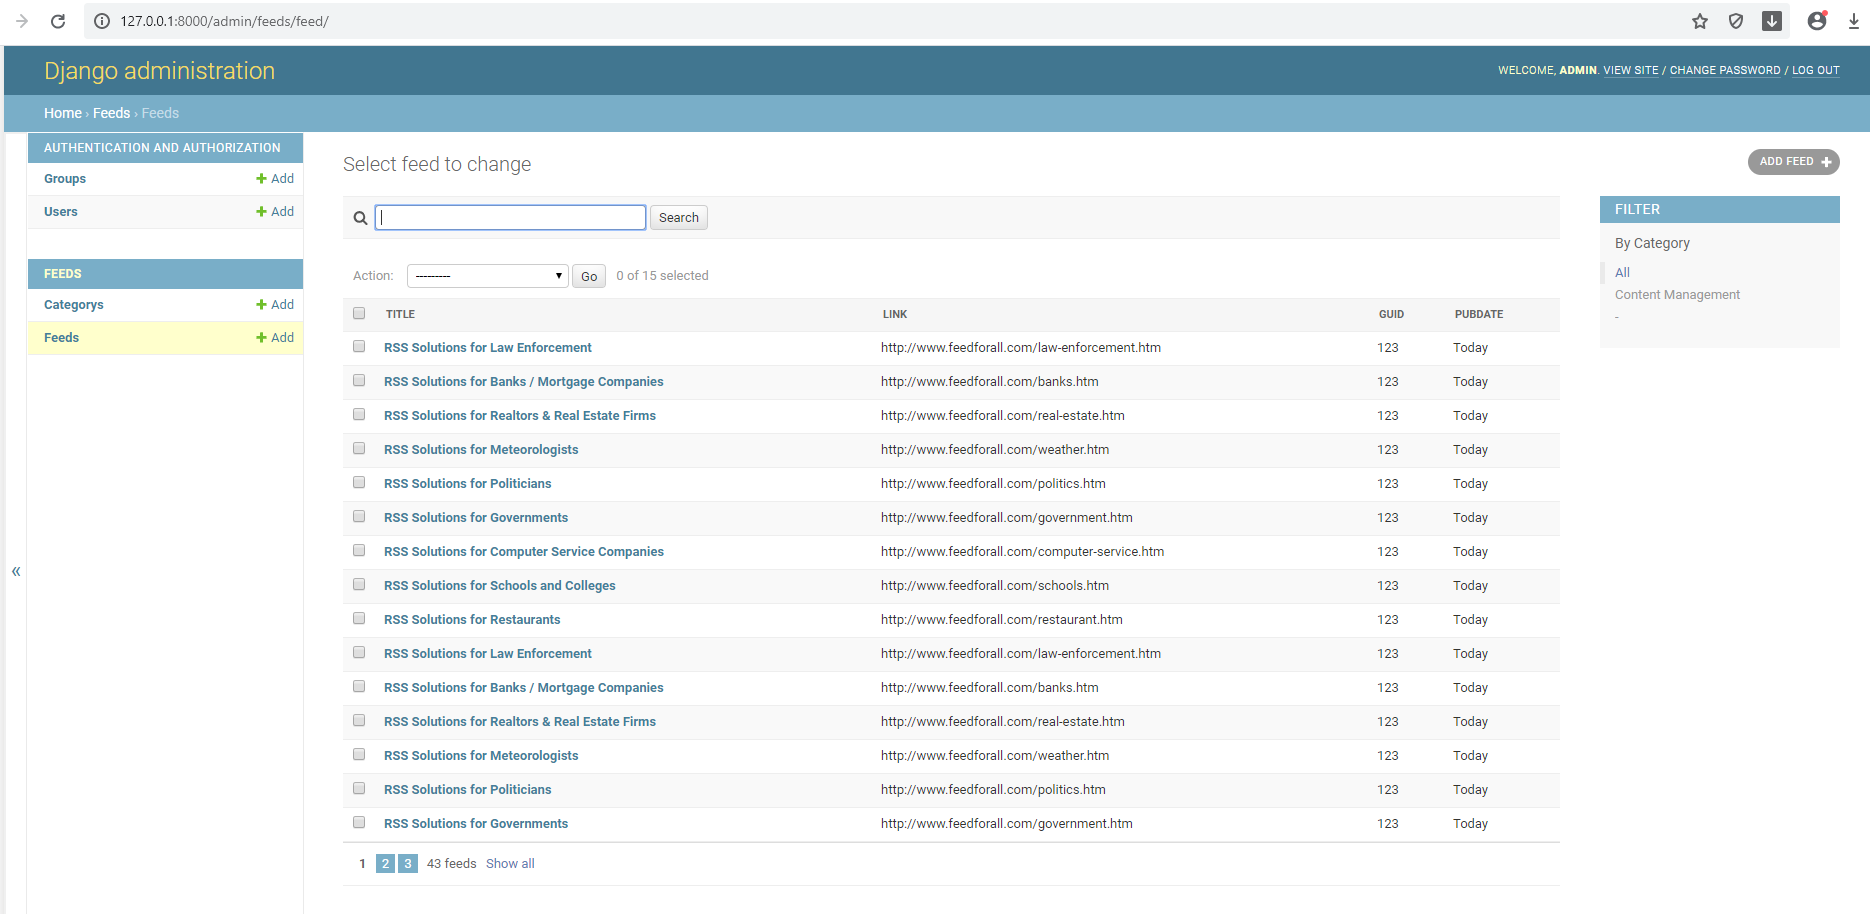 127.0.0.1:8000/admin/feeds/feed/
Django administration
WELCOME, ADMIN. VIEW SITE / CHANGE PASSWORD / LOG OUT
Home › Feeds › Feeds
AUTHENTICATION AND AUTHORIZATION
Groups + Add
Users + Add
FEEDS
Categorys + Add
Feeds + Add
«
Select feed to change
ADD FEED +
Search
Action: --------- Go 0 of 15 selected
TITLE LINK GUID PUBDATE
RSS Solutions for Law Enforcement http://www.feedforall.com/law-enforcement.htm 123 Today
RSS Solutions for Banks / Mortgage Companies http://www.feedforall.com/banks.htm 123 Today
RSS Solutions for Realtors & Real Estate Firms http://www.feedforall.com/real-estate.htm 123 Today
RSS Solutions for Meteorologists http://www.feedforall.com/weather.htm 123 Today
RSS Solutions for Politicians http://www.feedforall.com/politics.htm 123 Today
RSS Solutions for Governments http://www.feedforall.com/government.htm 123 Today
RSS Solutions for Computer Service Companies http://www.feedforall.com/computer-service.htm 123 Today
RSS Solutions for Schools and Colleges http://www.feedforall.com/schools.htm 123 Today
RSS Solutions for Restaurants http://www.feedforall.com/restaurant.htm 123 Today
RSS Solutions for Law Enforcement http://www.feedforall.com/law-enforcement.htm 123 Today
RSS Solutions for Banks / Mortgage Companies http://www.feedforall.com/banks.htm 123 Today
RSS Solutions for Realtors & Real Estate Firms http://www.feedforall.com/real-estate.htm 123 Today
RSS Solutions for Meteorologists http://www.feedforall.com/weather.htm 123 Today
RSS Solutions for Politicians http://www.feedforall.com/politics.htm 123 Today
RSS Solutions for Governments http://www.feedforall.com/government.htm 123 Today
1 2 3 43 feeds Show all
FILTER
By Category
All
Content Management
-